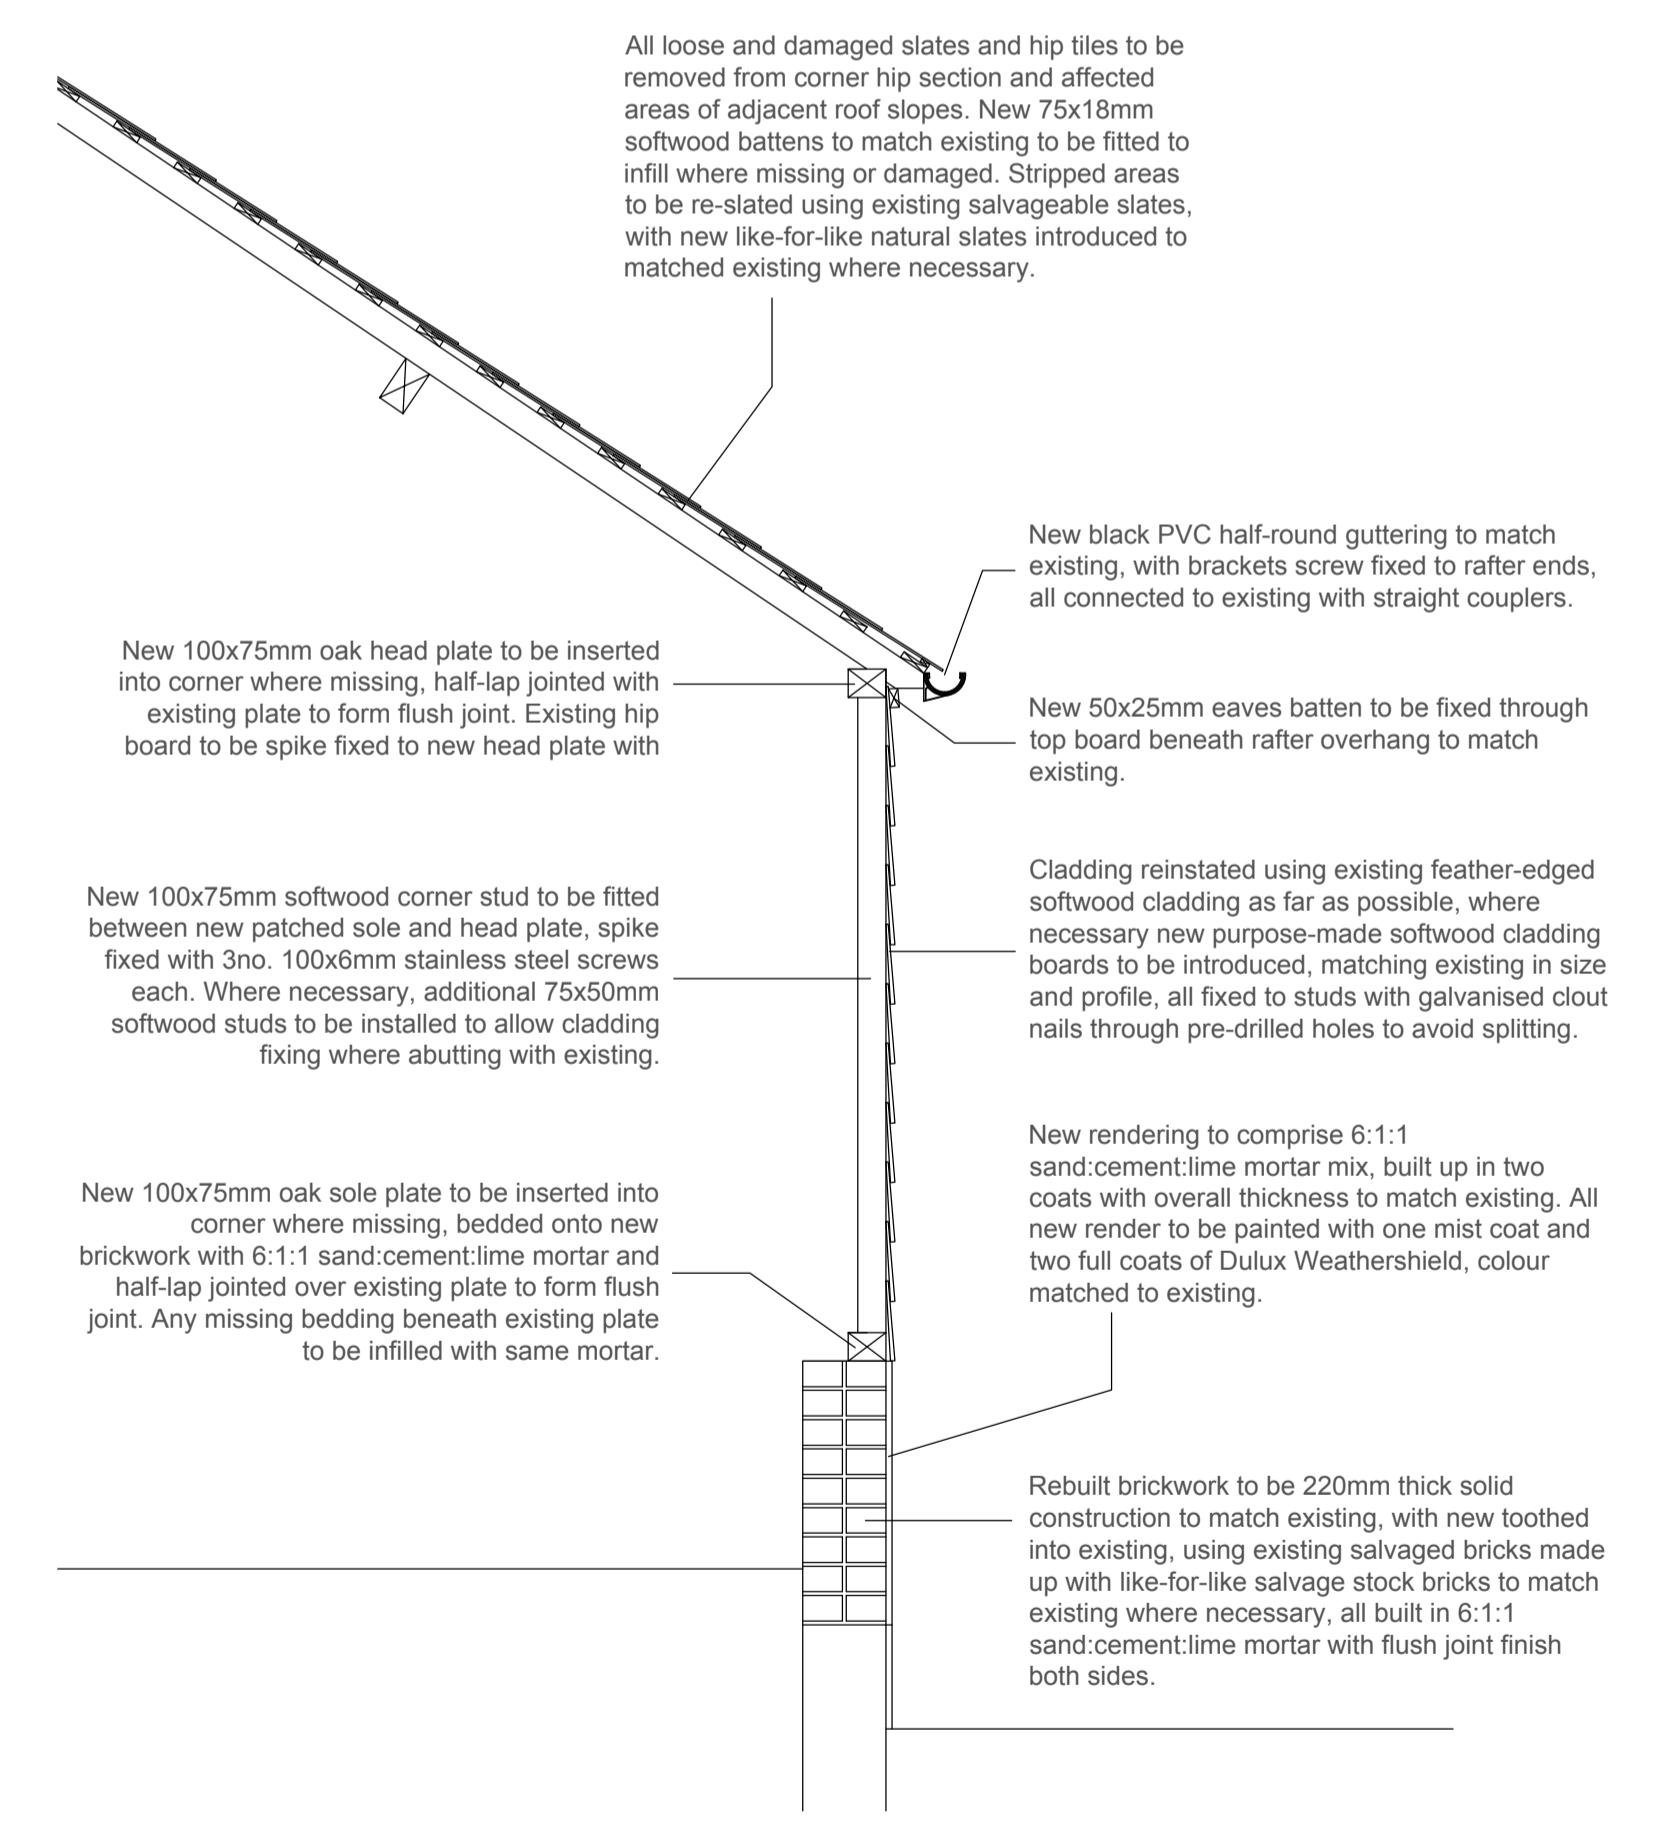 All loose and damaged slates and hip tiles to be
removed from corner hip section and affected
areas of adjacent roof slopes. New 75x18mm
softwood battens to match existing to be fitted to
infill where missing or damaged. Stripped areas
to be re-slated using existing salvageable slates,
with new like-for-like natural slates introduced to
matched existing where necessary.
New black PVC half-round guttering to match
existing, with brackets screw fixed to rafter ends,
all connected to existing with straight couplers.
New 100x75mm oak head plate to be inserted
into corner where missing, half-lap jointed with
existing plate to form flush joint. Existing hip
board to be spike fixed to new head plate with
New 50x25mm eaves batten to be fixed through
top board beneath rafter overhang to match
existing.
Cladding reinstated using existing feather-edged
softwood cladding as far as possible, where
necessary new purpose-made softwood cladding
boards to be introduced, matching existing in size
and profile, all fixed to studs with galvanised clout
nails through pre-drilled holes to avoid splitting.
New 100x75mm softwood corner stud to be fitted
between new patched sole and head plate, spike
fixed with 3no. 100x6mm stainless steel screws
each. Where necessary, additional 75x50mm
softwood studs to be installed to allow cladding
fixing where abutting with existing.
New rendering to comprise 6:1:1
sand:cement:lime mortar mix, built up in two
coats with overall thickness to match existing. All
new render to be painted with one mist coat and
two full coats of Dulux Weathershield, colour
matched to existing.
New 100x75mm oak sole plate to be inserted into
corner where missing, bedded onto new
brickwork with 6:1:1 sand:cement:lime mortar and
half-lap jointed over existing plate to form flush
joint. Any missing bedding beneath existing plate
to be infilled with same mortar.
Rebuilt brickwork to be 220mm thick solid
construction to match existing, with new toothed
into existing, using existing salvaged bricks made
up with like-for-like salvage stock bricks to match
existing where necessary, all built in 6:1:1
sand:cement:lime mortar with flush joint finish
both sides.